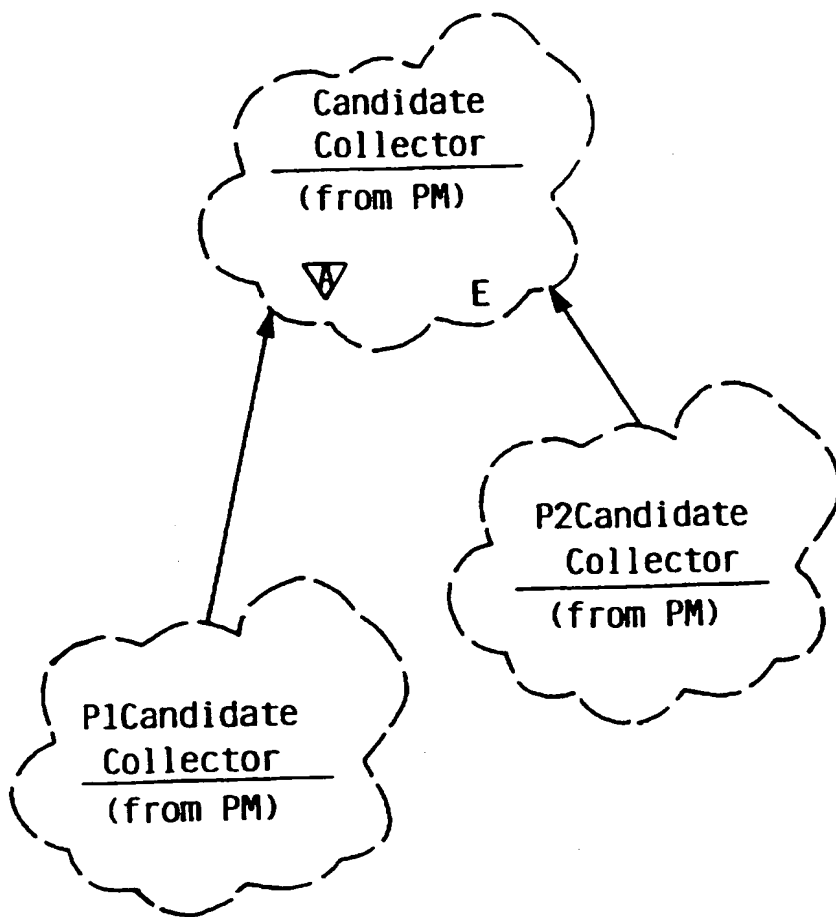 Candidate
Collector
(from PM)
A
E
P2Candidate
Collector
(from PM)
P1Candidate
Collector
(from PM)